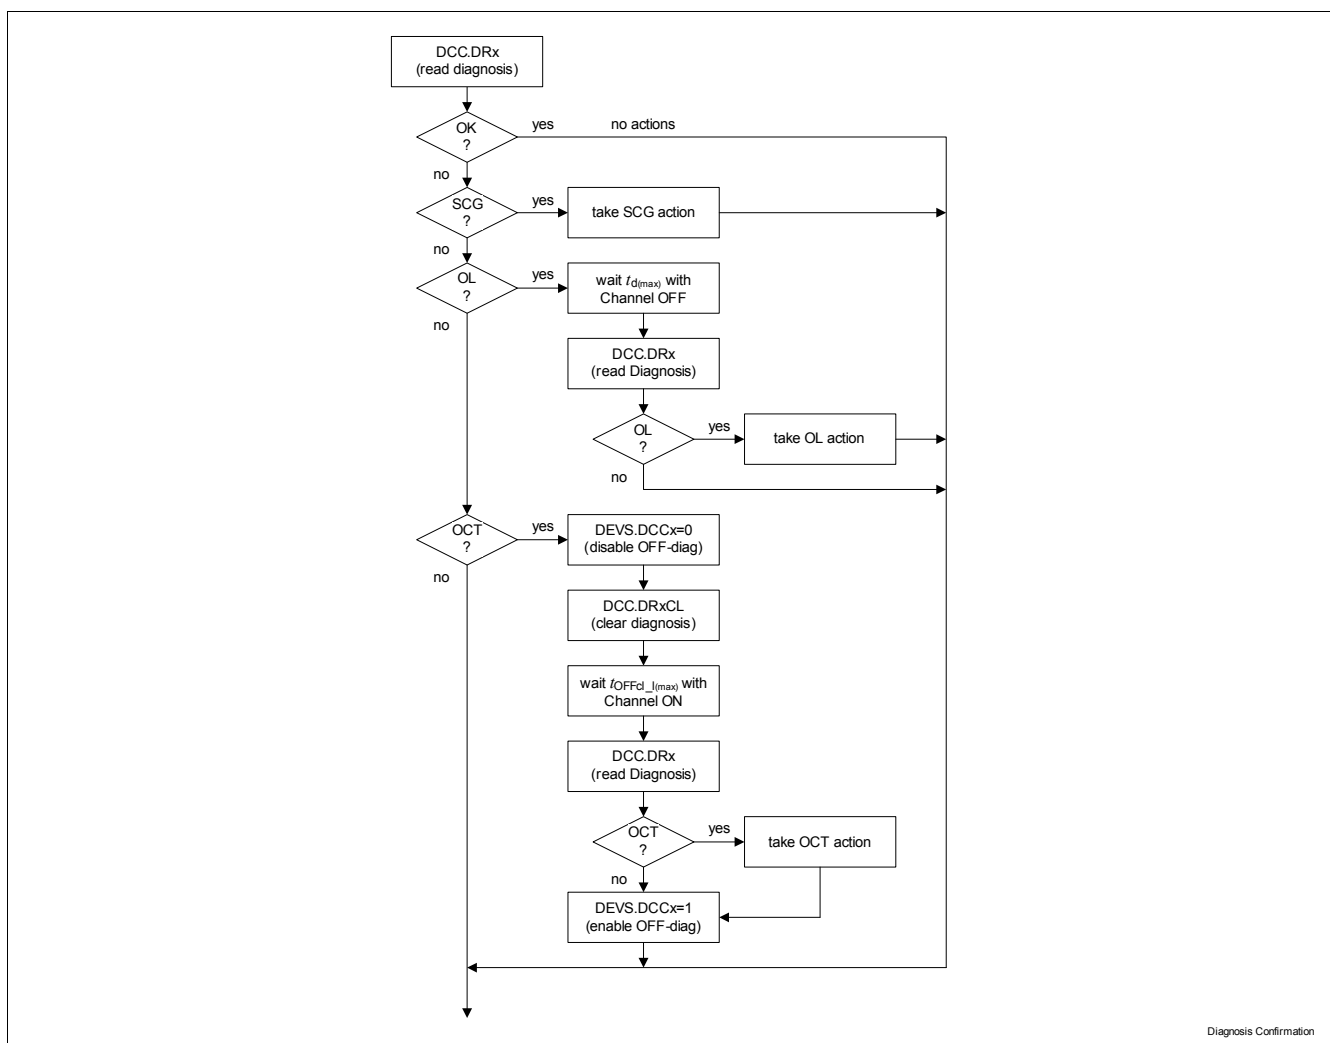 DCC.DRx
(read diagnosis)
OK
?
yes
no actions
no
SCG
?
yes
take SCG action
no
OL
?
yes
wait td(max) with
Channel OFF
no
DCC.DRx
(read Diagnosis)
OL
?
yes
take OL action
no
OCT
?
yes
DEVS.DCCx=0
(disable OFF-diag)
no
DCC.DRxCL
(clear diagnosis)
wait tOFFcl_l(max) with
Channel ON
DCC.DRx
(read Diagnosis)
OCT
?
yes
take OCT action
no
DEVS.DCCx=1
(enable OFF-diag)
Diagnosis Confirmation